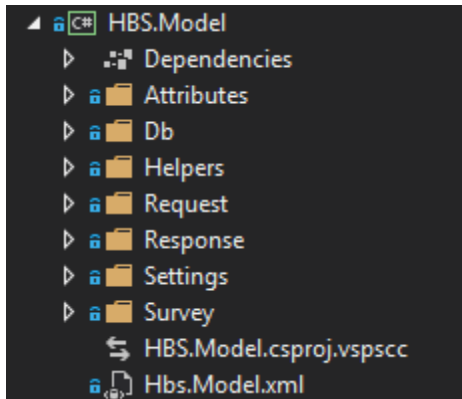 C# HBS.Model
Dependencies
Attributes
Db
Helpers
Request
Response
Settings
Survey
HBS.Model.csproj.vspscc
Hbs.Model.xml